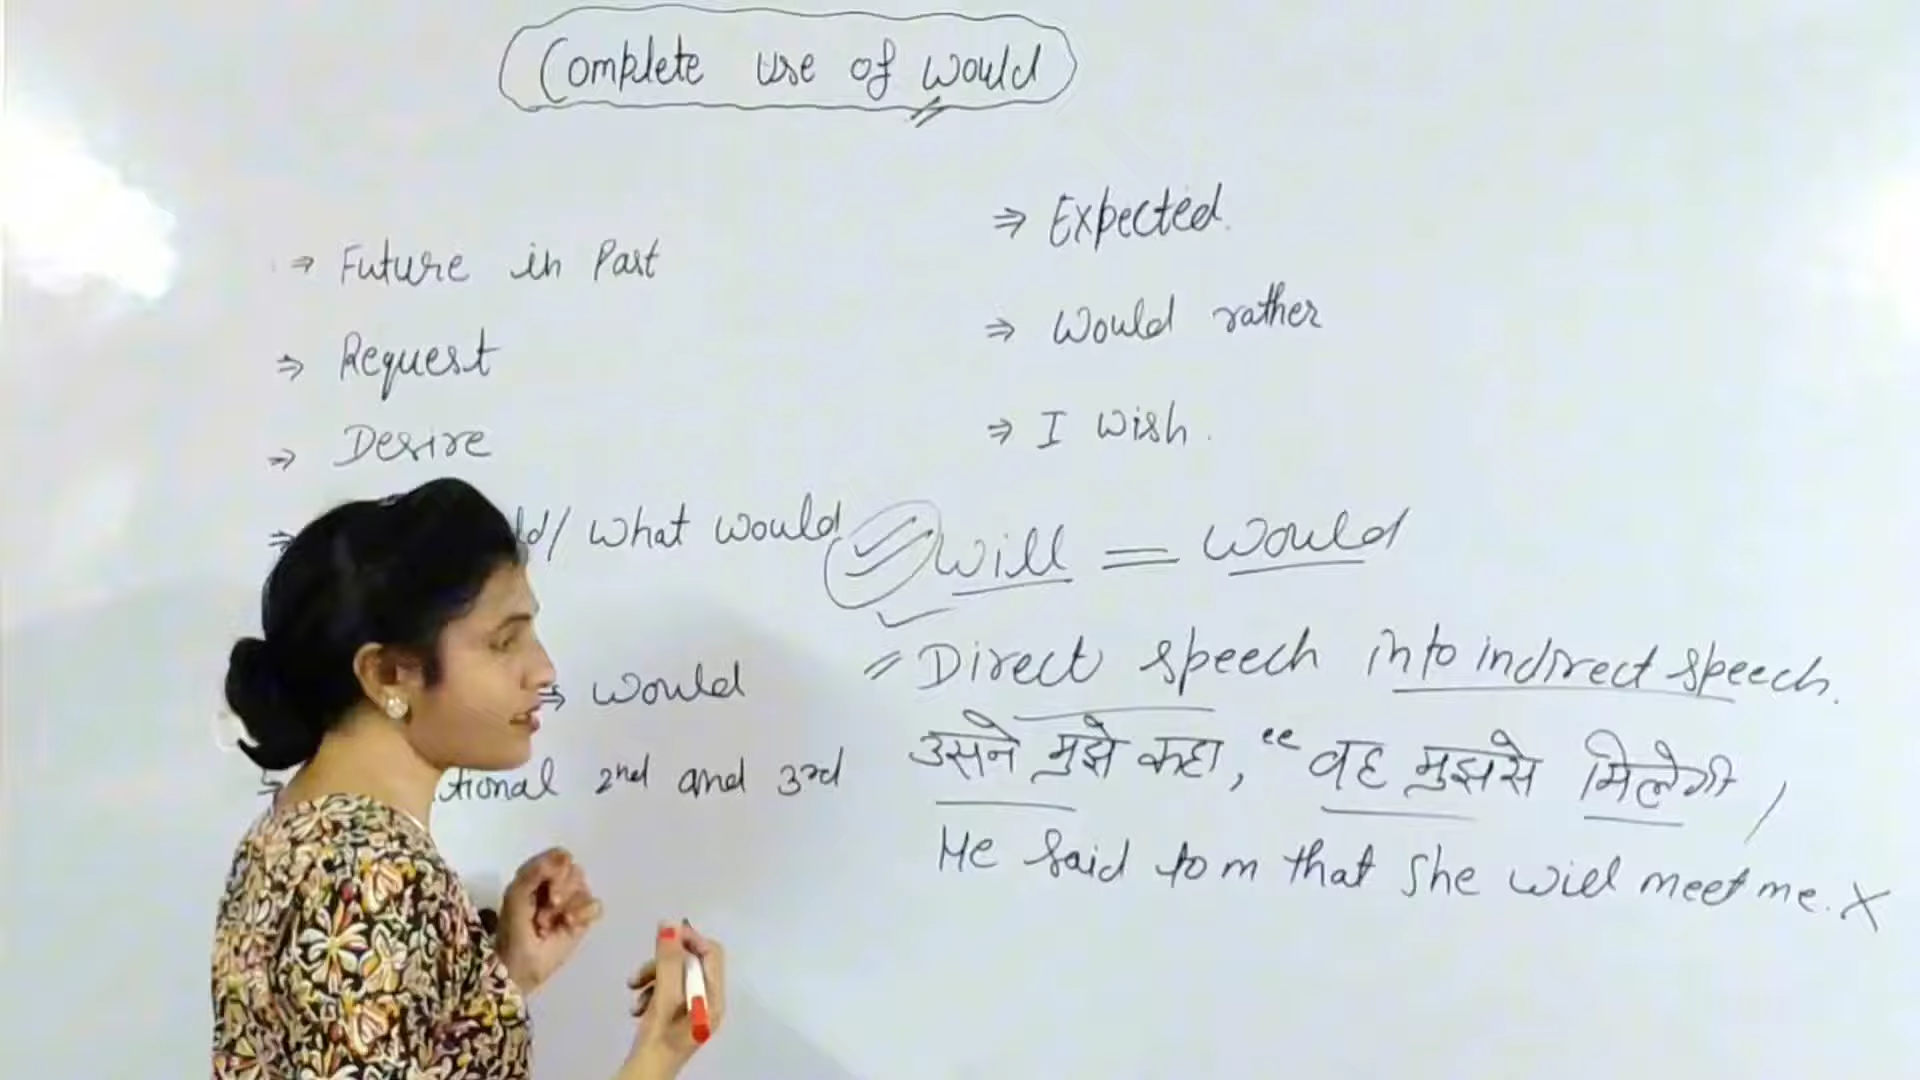 Complete use of would
⇒ Future in Past
⇒ Request
⇒ Desire
/ What would
⇒ would
2nd and 3rd
⇒ Expected.
⇒ Would rather
⇒ I wish.
will = would
= Direct speech into indirect speech.
उसने मुझे कहा, “ वह मुझसे मिलेगी /
He said to m that she will meet me. X